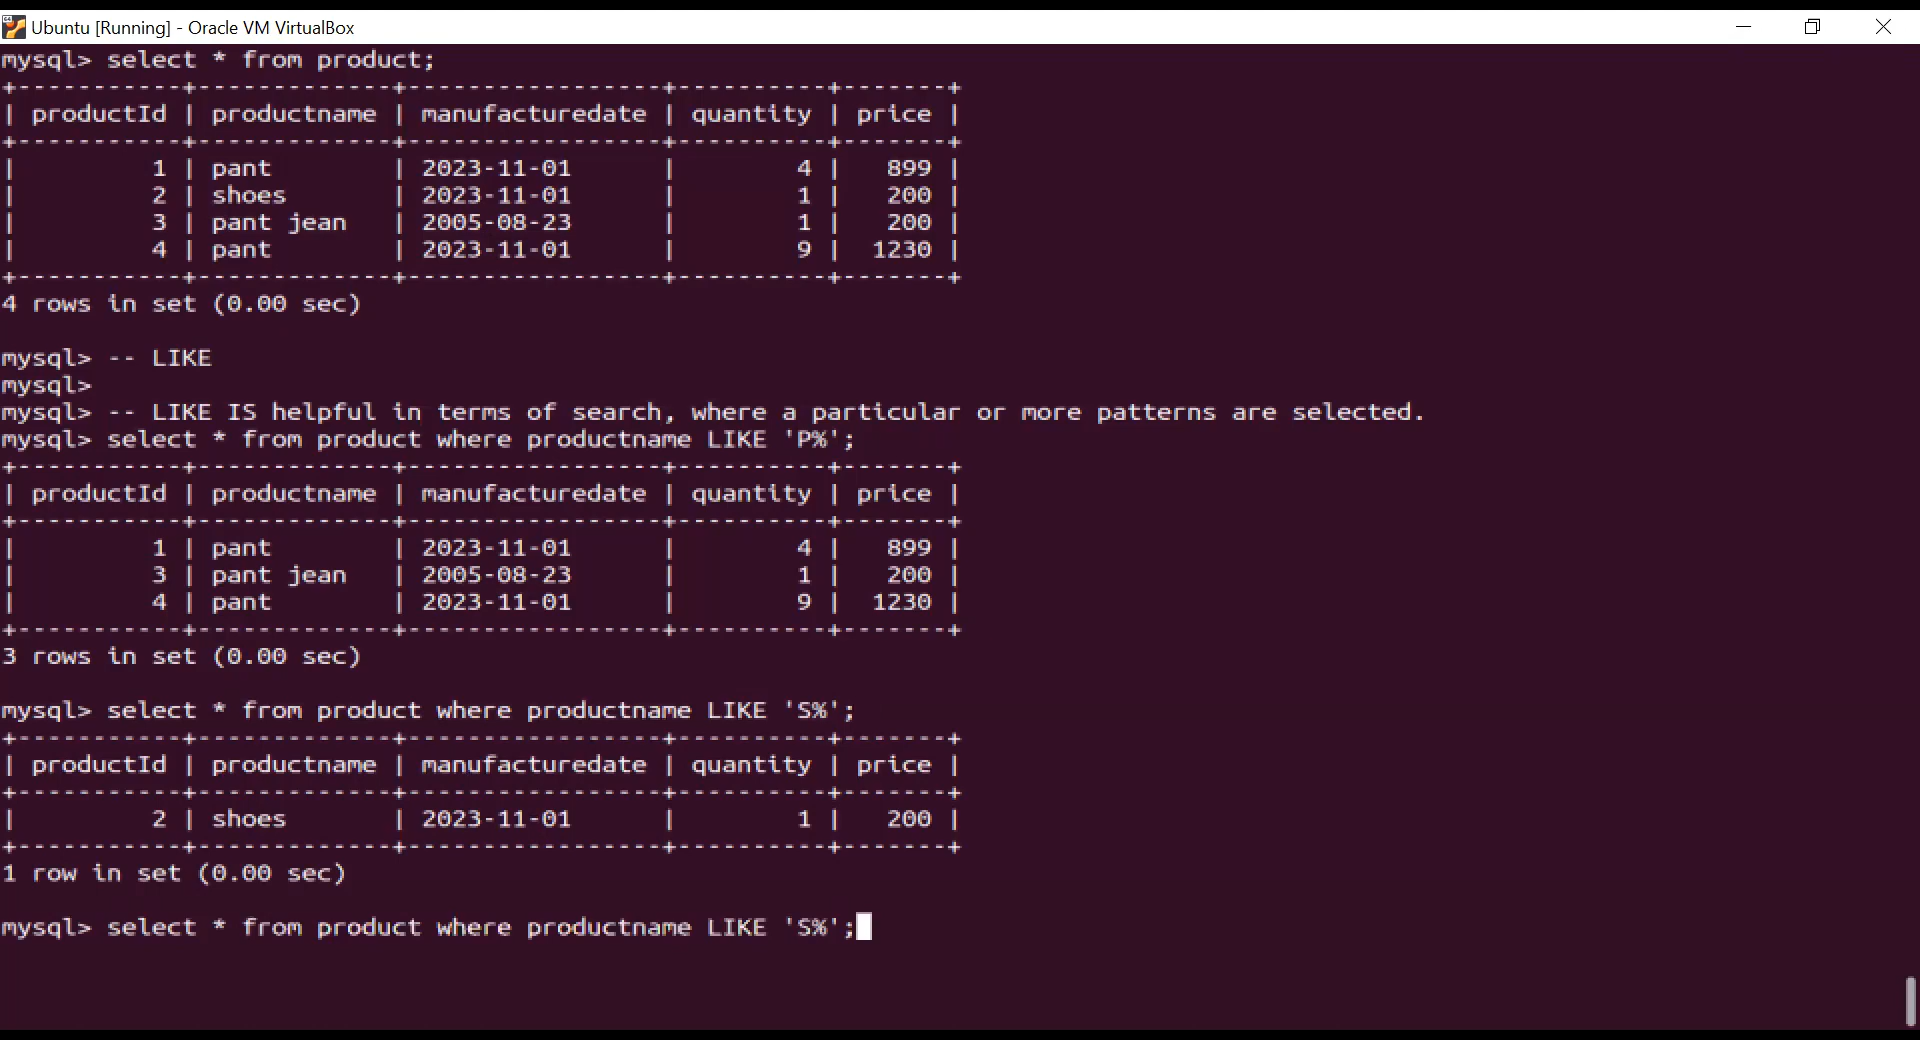 Ubuntu [Running] - Oracle VM VirtualBox
mysql> select * from product;
+-----------+-------------+-----------------+----------+-------+
| productId | productname | manufacturedate | quantity | price |
+-----------+-------------+-----------------+----------+-------+
|         1 | pant        | 2023-11-01      |        4 |   899 |
|         2 | shoes       | 2023-11-01      |        1 |   200 |
|         3 | pant jean   | 2005-08-23      |        1 |   200 |
|         4 | pant        | 2023-11-01      |        9 |  1230 |
+-----------+-------------+-----------------+----------+-------+
4 rows in set (0.00 sec)
mysql> -- LIKE
mysql>
mysql> -- LIKE IS helpful in terms of search, where a particular or more patterns are selected.
mysql> select * from product where productname LIKE 'P%';
+-----------+-------------+-----------------+----------+-------+
| productId | productname | manufacturedate | quantity | price |
+-----------+-------------+-----------------+----------+-------+
|         1 | pant        | 2023-11-01      |        4 |   899 |
|         3 | pant jean   | 2005-08-23      |        1 |   200 |
|         4 | pant        | 2023-11-01      |        9 |  1230 |
+-----------+-------------+-----------------+----------+-------+
3 rows in set (0.00 sec)
mysql> select * from product where productname LIKE 'S%';
+-----------+-------------+-----------------+----------+-------+
| productId | productname | manufacturedate | quantity | price |
+-----------+-------------+-----------------+----------+-------+
|         2 | shoes       | 2023-11-01      |        1 |   200 |
+-----------+-------------+-----------------+----------+-------+
1 row in set (0.00 sec)
mysql> select * from product where productname LIKE 'S%';